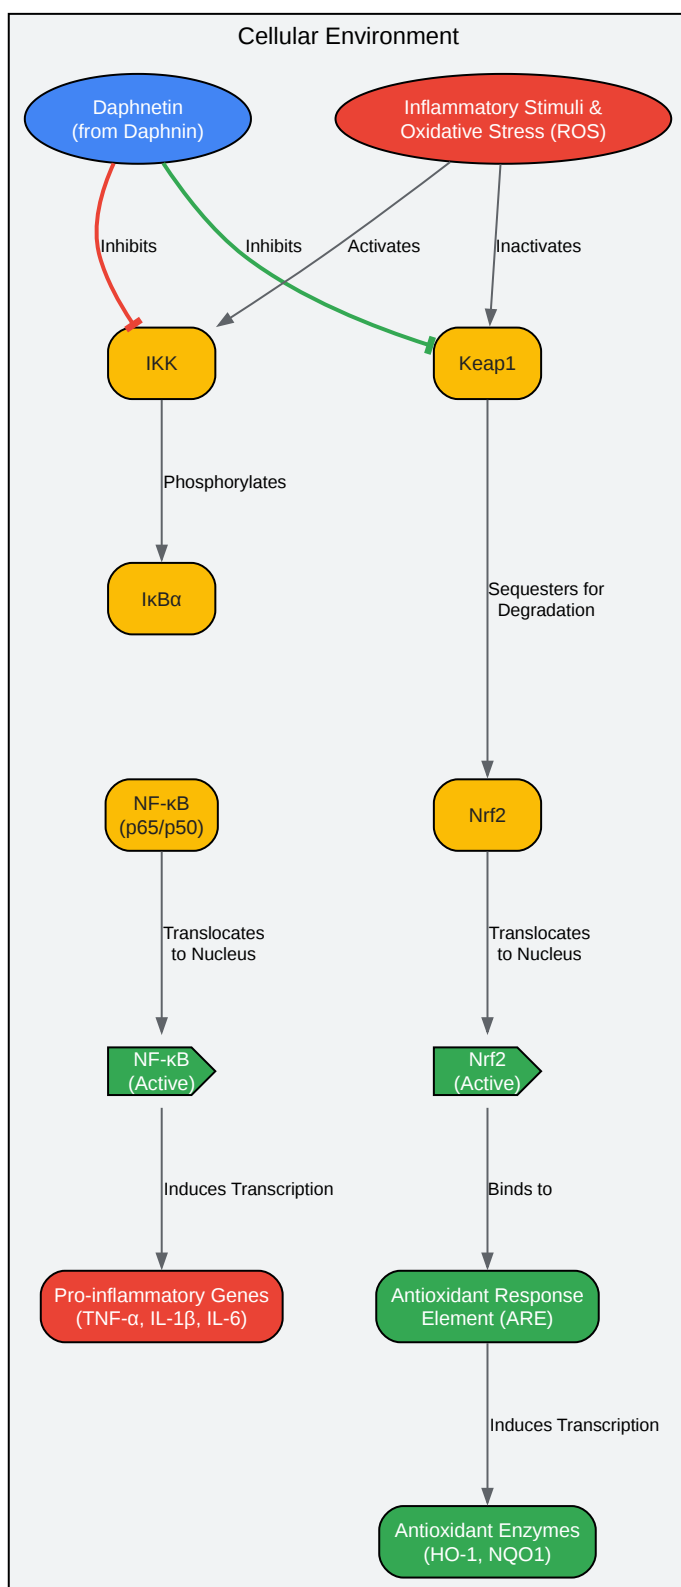 Cellular Environment
Daphnetin
(from Daphnin)
Inflammatory Stimuli &
Oxidative Stress (ROS)
Inhibits
Inhibits
Activates
Inactivates
IKK
Keap1
Phosphorylates
IκBα
Sequesters for
Degradation
NF-κB
(p65/p50)
Nrf2
Translocates
to Nucleus
Translocates
to Nucleus
NF-κB
(Active)
Nrf2
(Active)
Induces Transcription
Binds to
Pro-inflammatory Genes
(TNF-α, IL-1β, IL-6)
Antioxidant Response
Element (ARE)
Induces Transcription
Antioxidant Enzymes
(HO-1, NQO1)